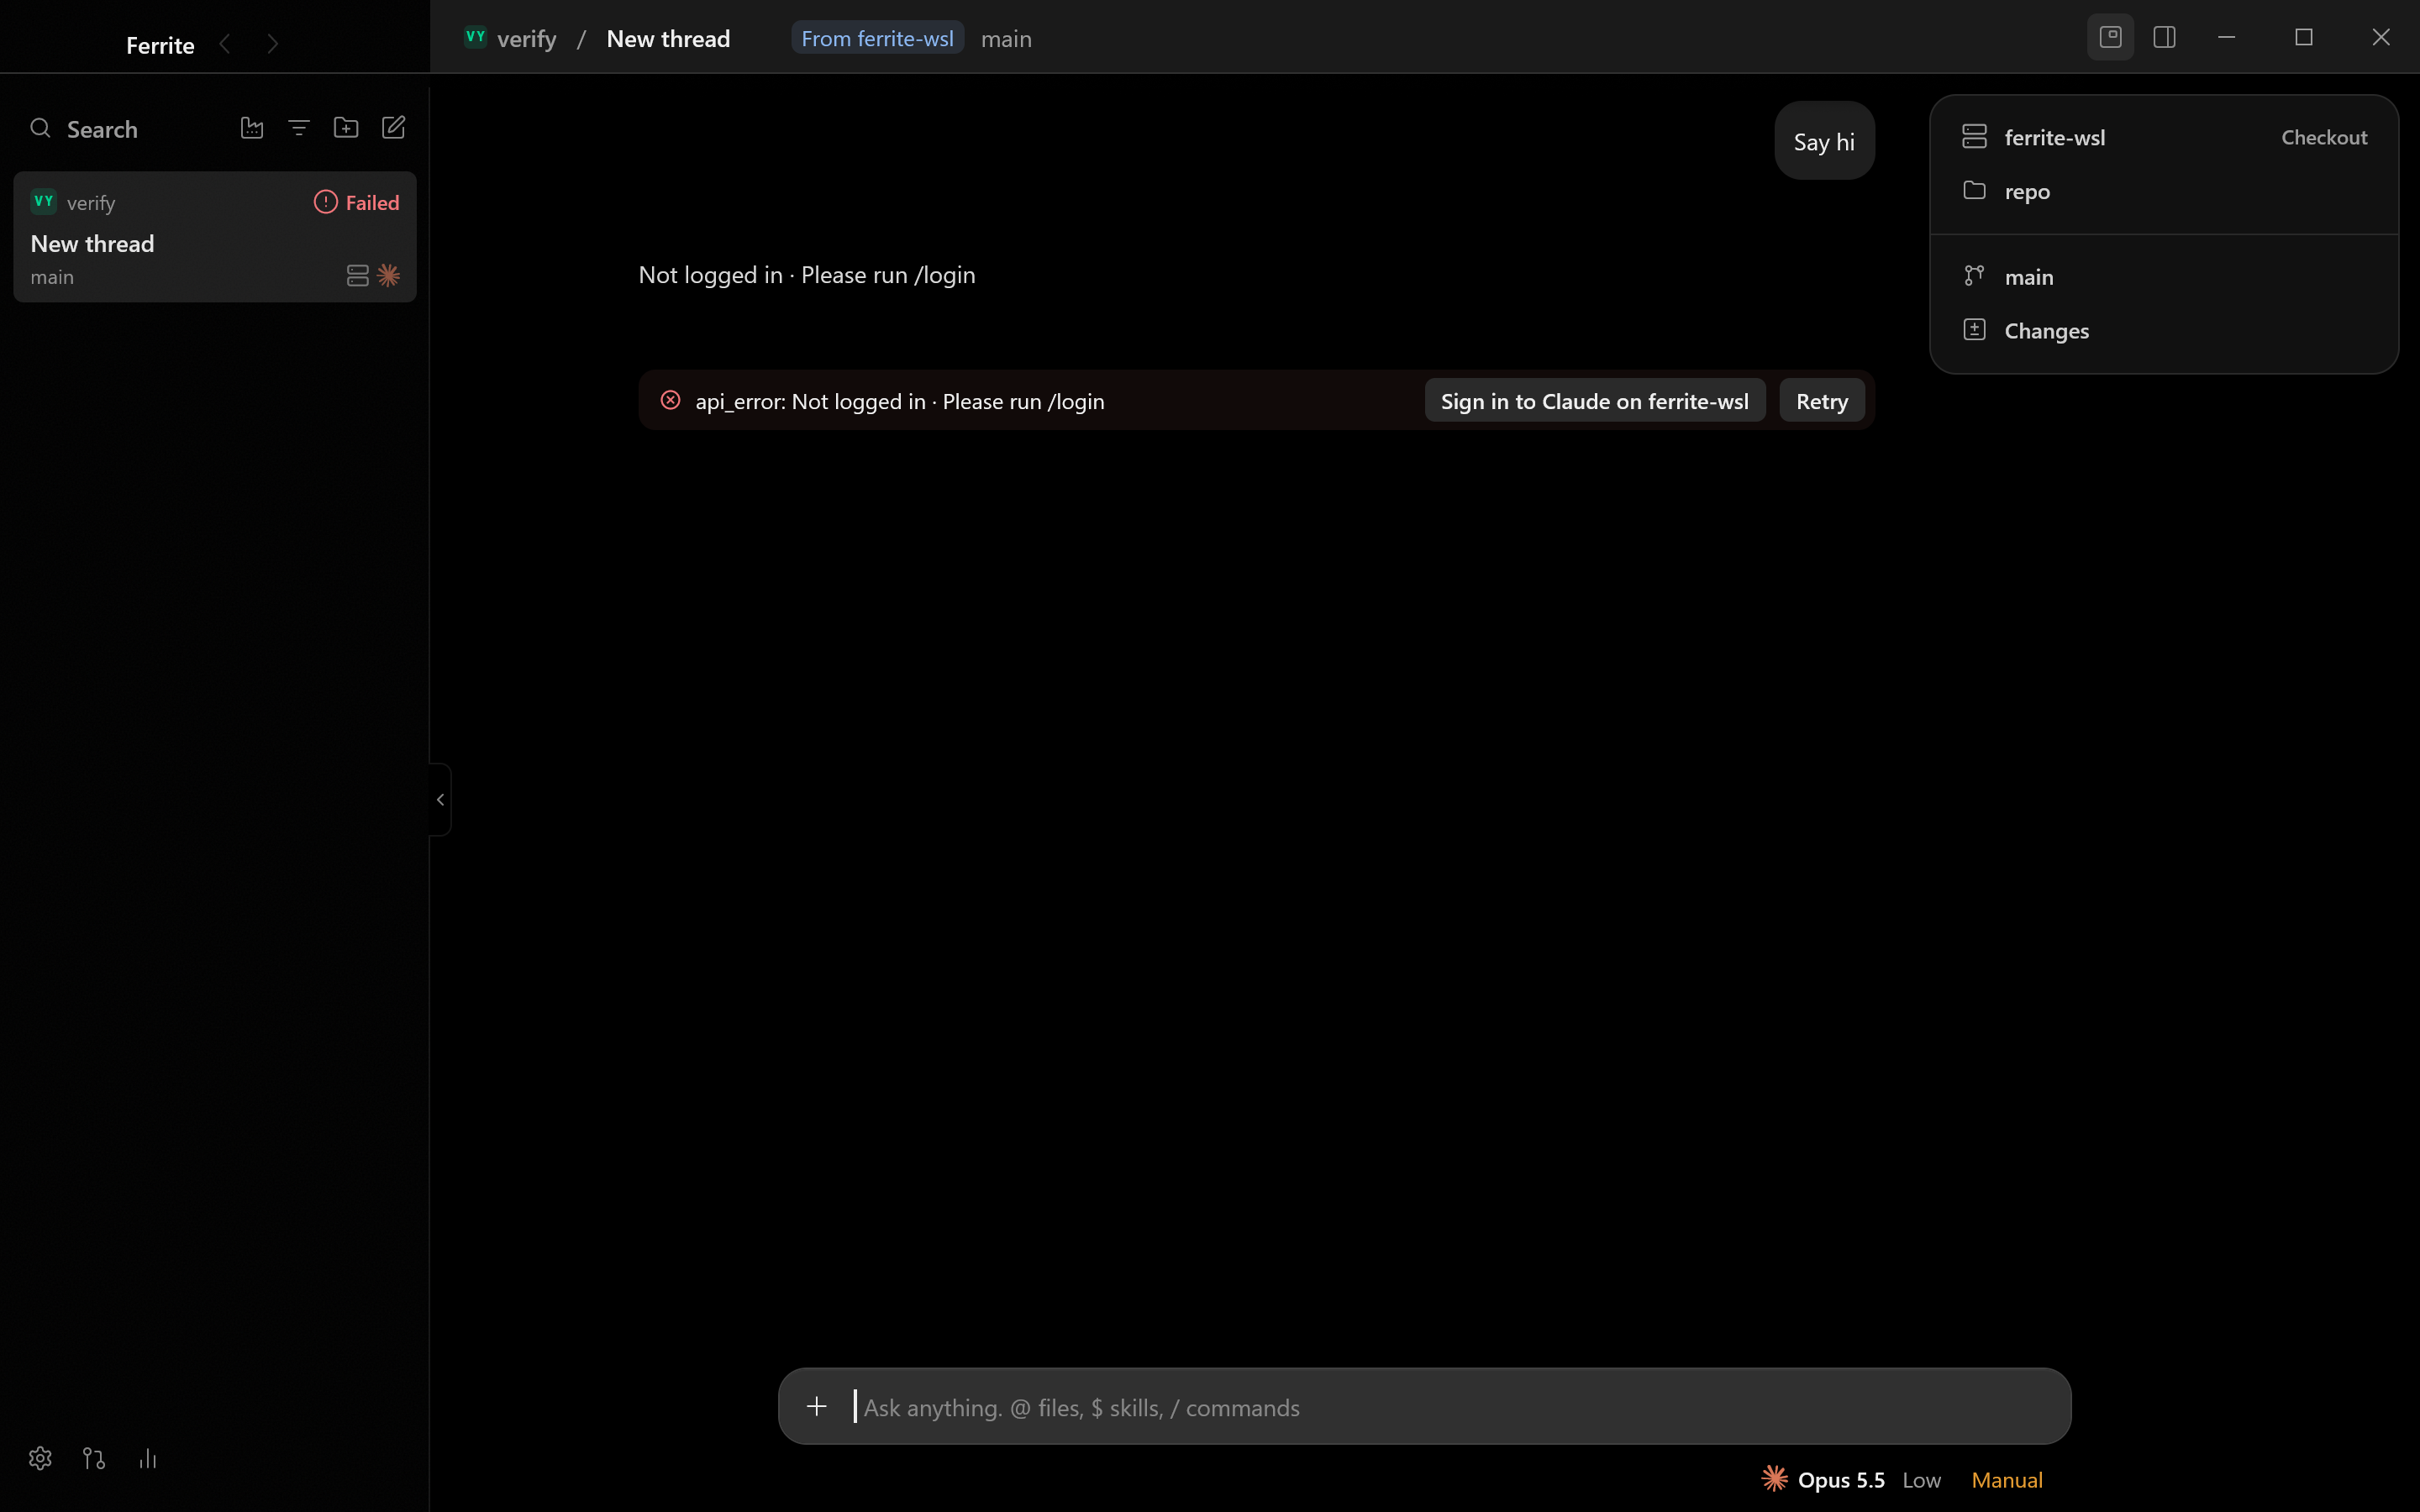 Ferrite
VY verify / New thread From ferrite-wsl main
Search
VY verify Failed
New thread
main
Say hi
Not logged in · Please run /login
api_error: Not logged in · Please run /login Sign in to Claude on ferrite-wsl Retry
ferrite-wsl Checkout
repo
main
Changes
Ask anything. @ files, $ skills, / commands
Opus 5.5 Low Manual